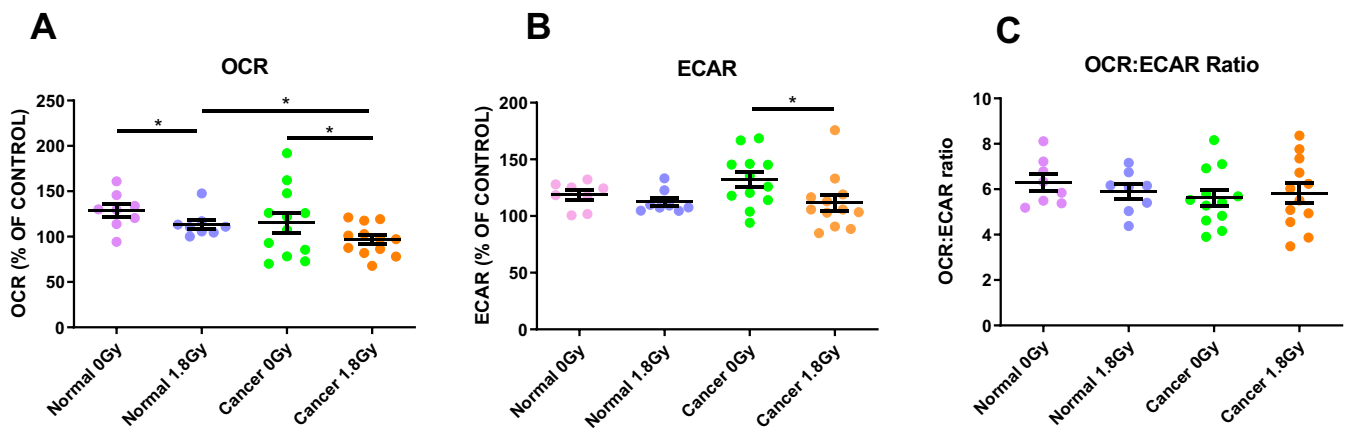 A
OCR
OCR (% OF CONTROL)
250
200
150
100
50
0
*
*
*
Normal 0Gy
Normal 1.8Gy
Cancer 0Gy
Cancer 1.8Gy
B
ECAR
ECAR (% OF CONTROL)
200
150
100
50
0
*
Normal 0Gy
Normal 1.8Gy
Cancer 0Gy
Cancer 1.8Gy
C
OCR:ECAR Ratio
OCR:ECAR ratio
10
8
6
4
2
0
Normal 0Gy
Normal 1.8Gy
Cancer 0Gy
Cancer 1.8Gy